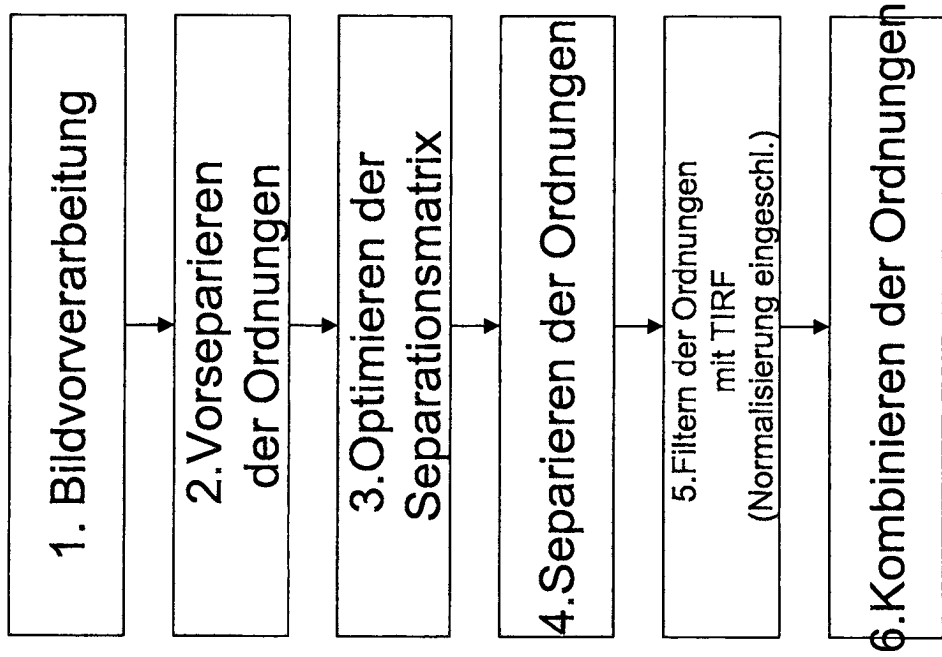 1. Bildvorverarbeitung
2.Vorseparieren
der Ordnungen
3.Optimieren der
Separationsmatrix
4.Separieren der Ordnungen
5.Filtern der Ordnungen
mit TIRF
(Normalisierung eingeschl.)
6.Kombinieren der Ordnungen